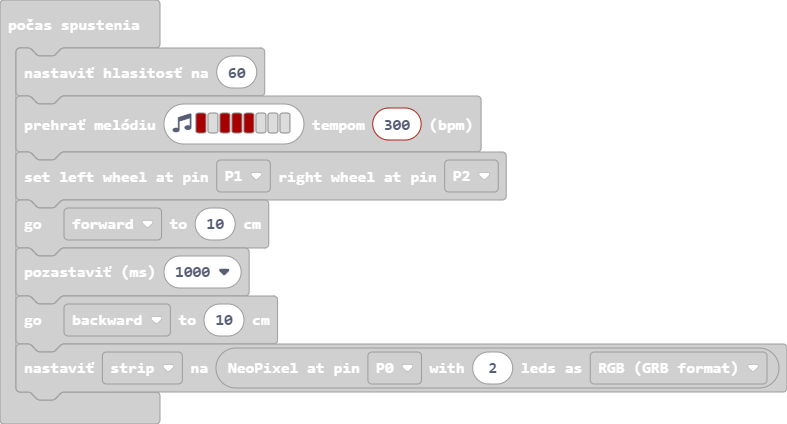 počas spustenia
nastaviť hlasitosť na 60
prehrať melódiu tempom 300 (bpm)
set left wheel at pin P1 right wheel at pin P2
go forward to 10 cm
pozastaviť (ms) 1000
go backward to 10 cm
nastaviť strip na NeoPixel at pin P0 with 2 leds as RGB (GRB format)